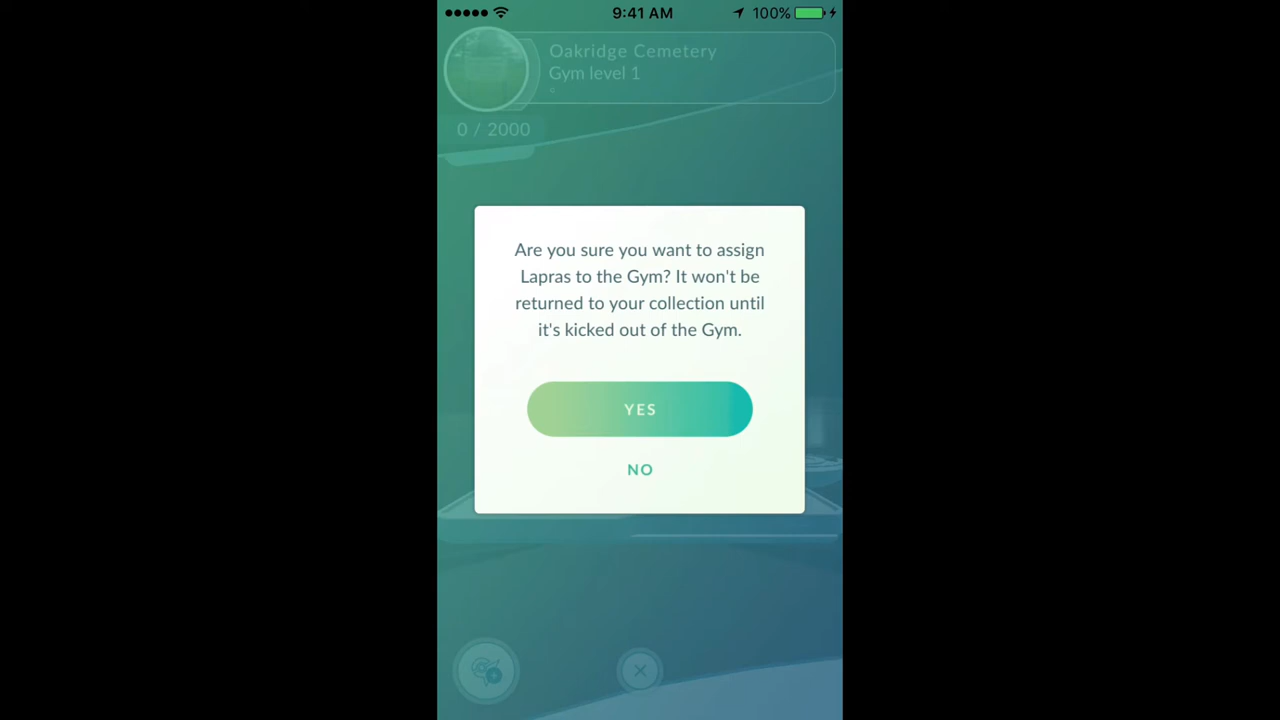 9:41 AM
100%
Oakridge Cemetery
Gym level 1
0 / 2000
Are you sure you want to assign
Lapras to the Gym? It won't be
returned to your collection until
it's kicked out of the Gym.
YES
NO